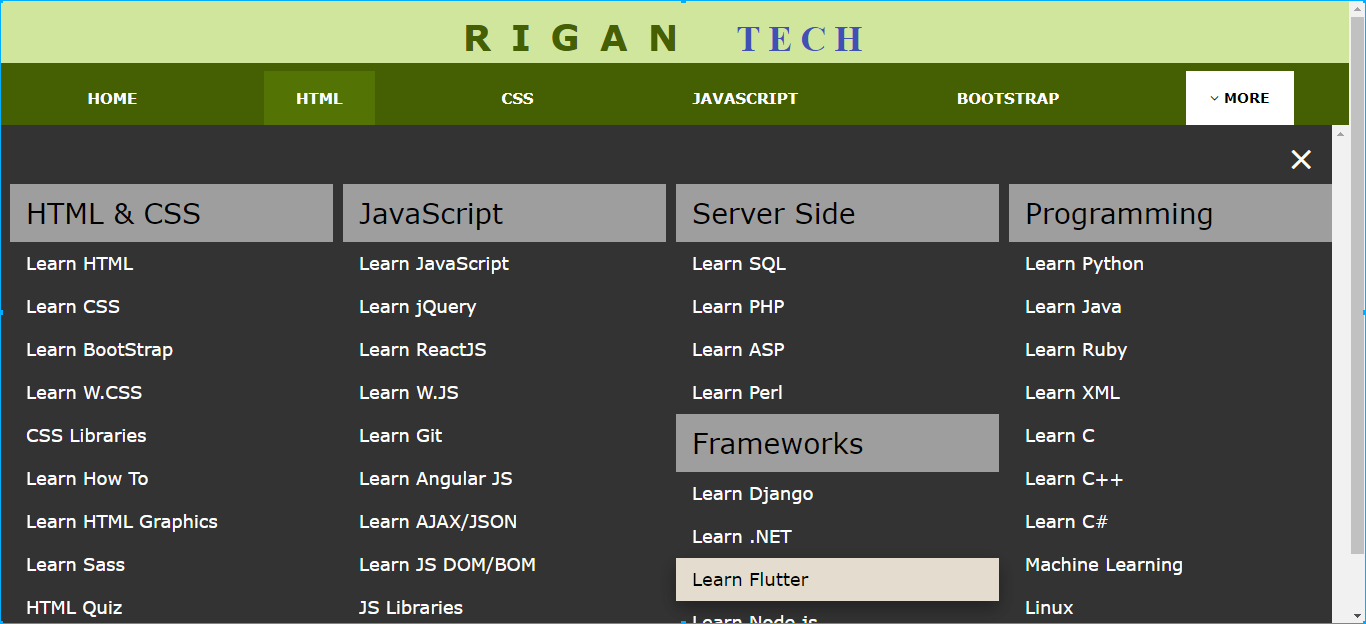 RIGAN TECH
HOME HTML CSS JAVASCRIPT BOOTSTRAP MORE
HTML & CSS
Learn HTML
Learn CSS
Learn BootStrap
Learn W.CSS
CSS Libraries
Learn How To
Learn HTML Graphics
Learn Sass
HTML Quiz
JavaScript
Learn JavaScript
Learn jQuery
Learn ReactJS
Learn W.JS
Learn Git
Learn Angular JS
Learn AJAX/JSON
Learn JS DOM/BOM
JS Libraries
Server Side
Learn SQL
Learn PHP
Learn ASP
Learn Perl
Frameworks
Learn Django
Learn .NET
Learn Flutter
Learn Node.js
Programming
Learn Python
Learn Java
Learn Ruby
Learn XML
Learn C
Learn C++
Learn C#
Machine Learning
Linux